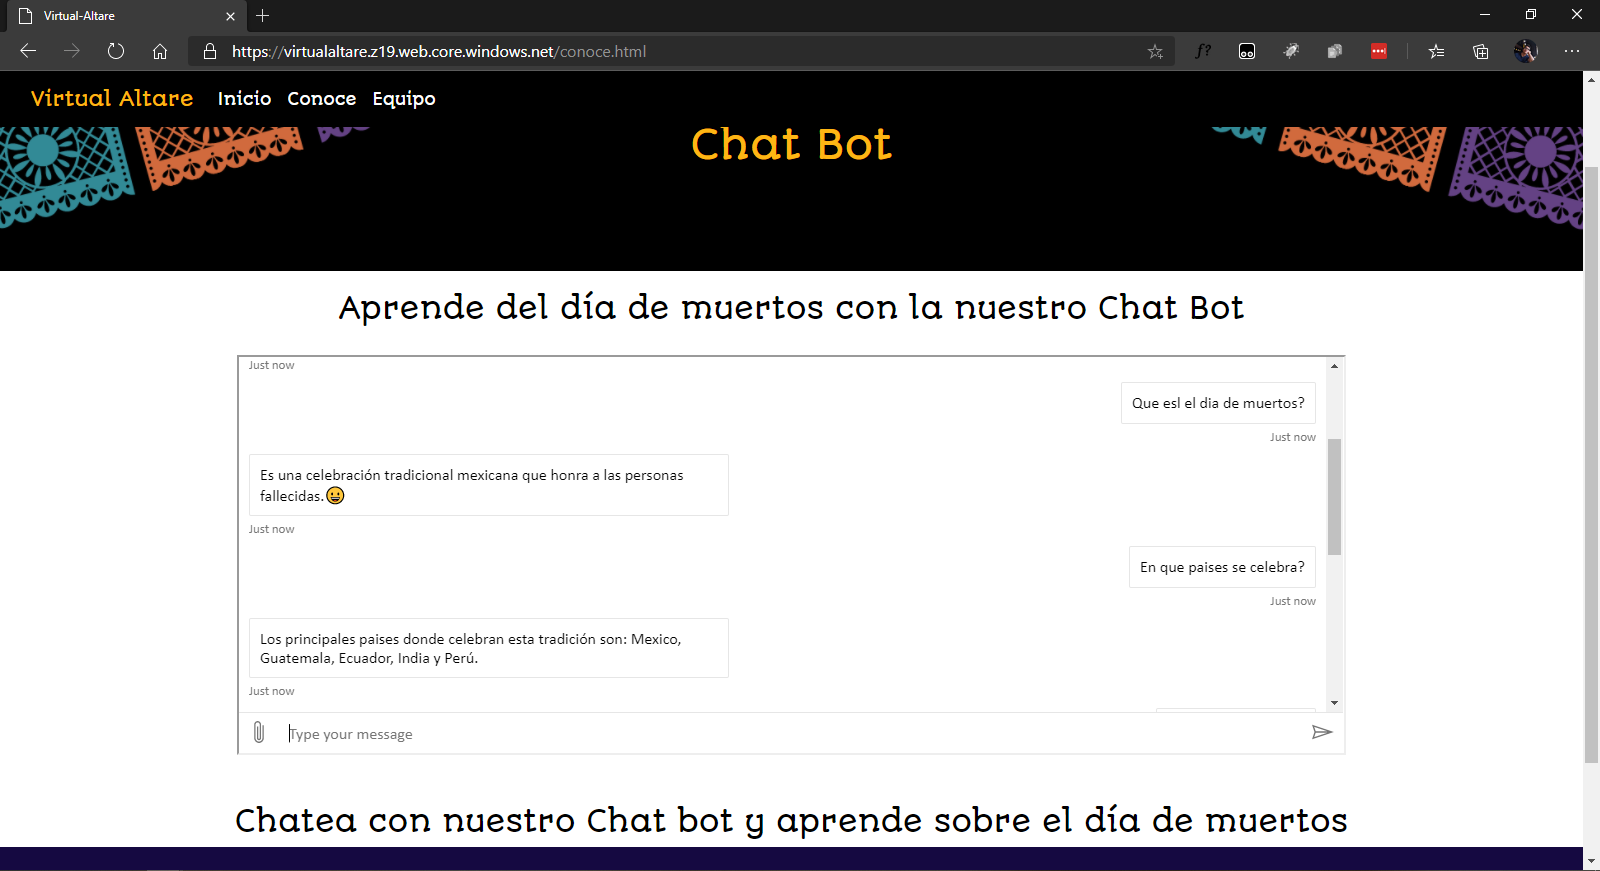 Virtual-Altare
https://virtualaltare.z19.web.core.windows.net/conoce.html
Virtual Altare Inicio Conoce Equipo
Chat Bot
Aprende del día de muertos con la nuestro Chat Bot
Just now
Que esl el dia de muertos?
Just now
Es una celebración tradicional mexicana que honra a las personas
fallecidas.😀
Just now
En que paises se celebra?
Just now
Los principales paises donde celebran esta tradición son: Mexico,
Guatemala, Ecuador, India y Perú.
Just now
Type your message
Chatea con nuestro Chat bot y aprende sobre el día de muertos